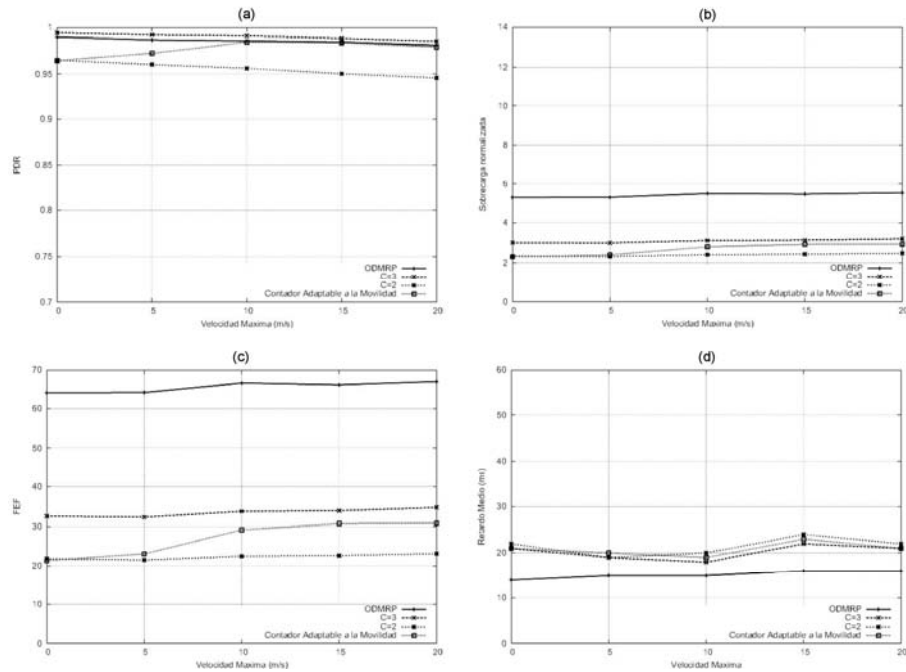 (a)
1
0.95
0.9
0.85
0.8
0.75
0.7
PDR
0
5
10
15
20
Velocidad Maxima (m/s)
ODMRP
C=3
C=2
Contador Adaptable a la Movilidad
(b)
14
12
10
8
6
4
2
0
Sobrecarga normalizada
0
5
10
15
20
Velocidad Maxima (m/s)
ODMRP
C=3
C=2
Contador Adaptable a la Movilidad
(c)
70
60
50
40
30
20
10
0
FEF
0
5
10
15
20
Velocidad Maxima (m/s)
ODMRP
C=3
C=2
Contador Adaptable a la Movilidad
(d)
60
50
40
30
20
10
0
Retardo Medio (ms)
0
5
10
15
20
Velocidad Maxima
ODMRP
C=3
C=2
Contador Adaptable a la Movilidad